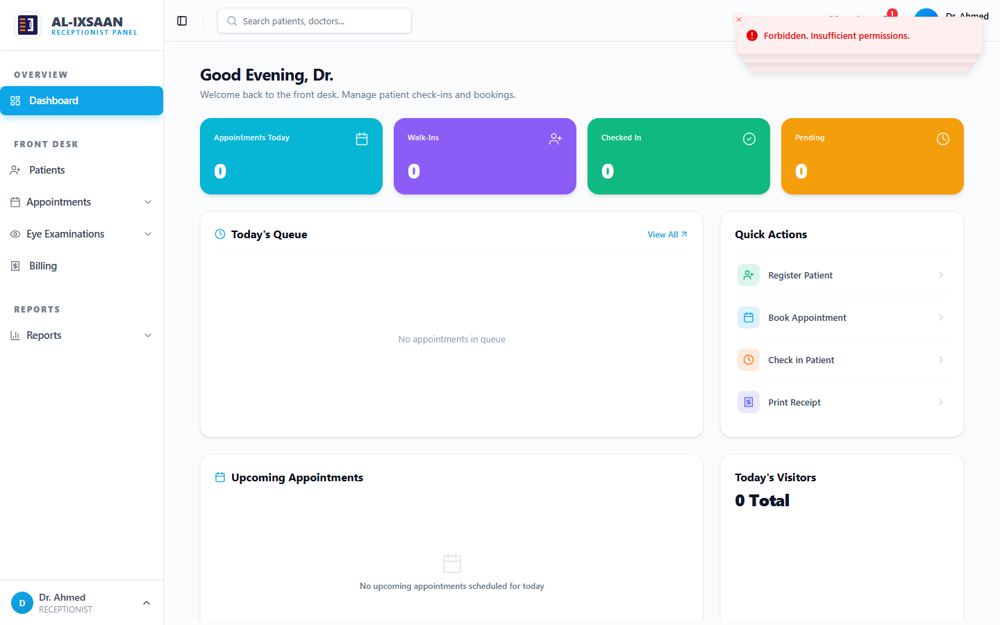 AL-IXSAAN
RECEPTIONIST PANEL
OVERVIEW
Dashboard
FRONT DESK
Patients
Appointments
Eye Examinations
Billing
REPORTS
Reports
D
Dr. Ahmed
RECEPTIONIST
Search patients, doctors...
1
Dr. Ahmed
Forbidden. Insufficient permissions.
Good Evening, Dr.
Welcome back to the front desk. Manage patient check-ins and bookings.
Appointments Today
0
Walk-Ins
0
Checked In
0
Pending
0
Today's Queue
View All
No appointments in queue
Quick Actions
Register Patient
Book Appointment
Check in Patient
Print Receipt
Upcoming Appointments
No upcoming appointments scheduled for today
Today's Visitors
0 Total